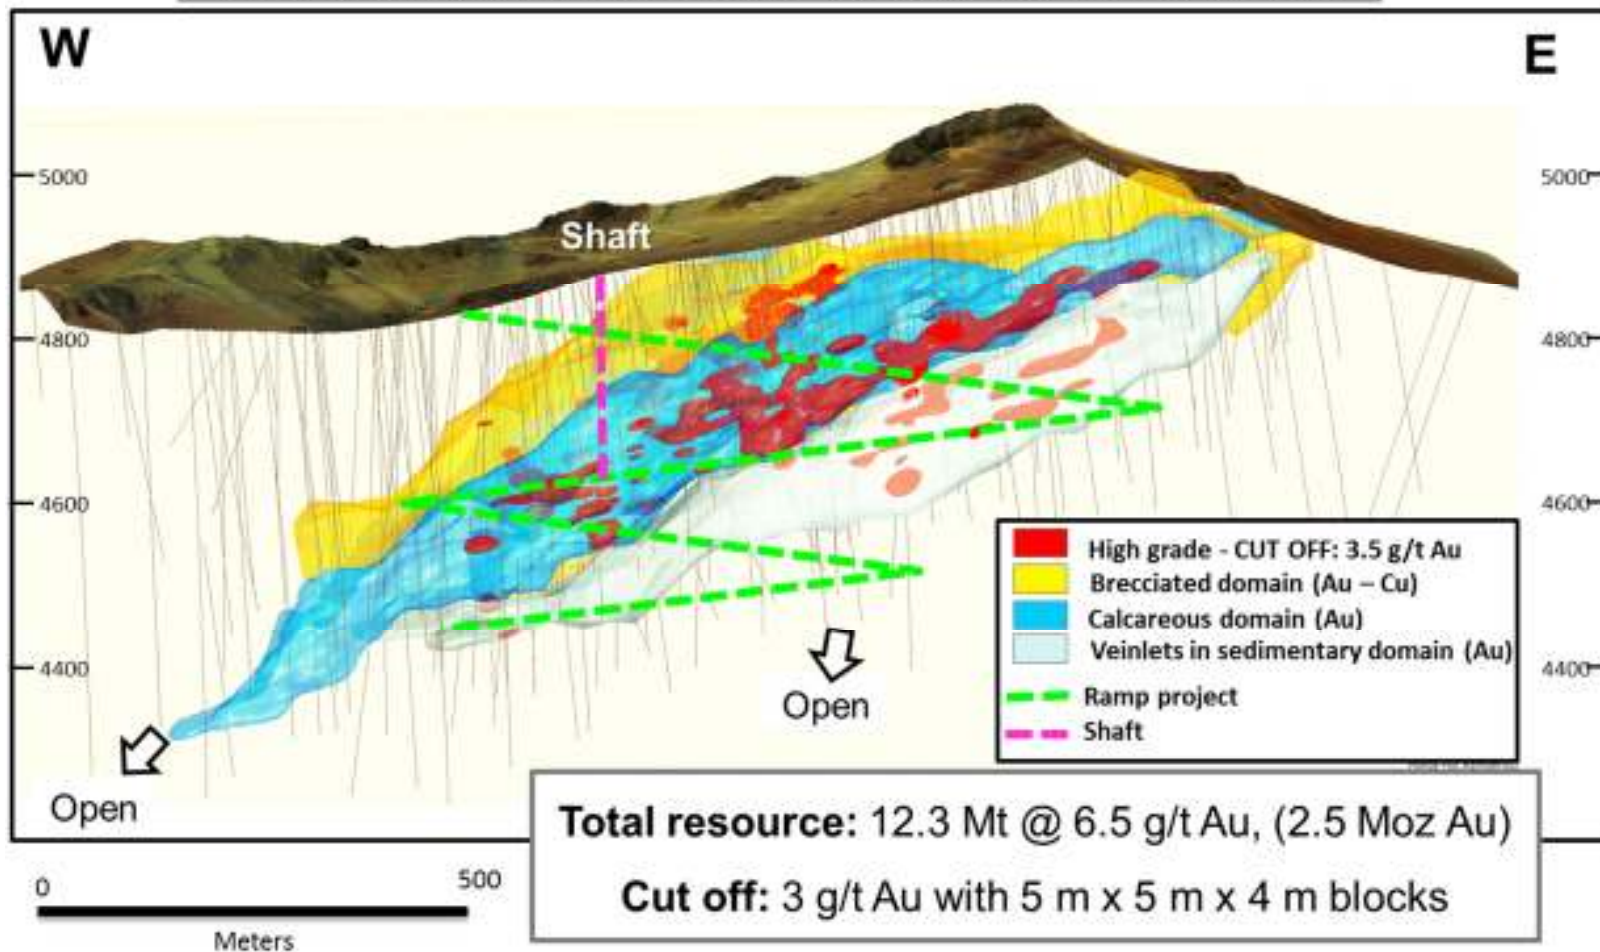 W
E
5000
5000
Shaft
4800
4800
4600
4600
High grade - CUT OFF: 3.5 g/t Au
Brecciated domain (Au – Cu)
Calcareous domain (Au)
Veinlets in sedimentary domain (Au)
4400
4400
Ramp project
Open
Shaft
Open
Total resource: 12.3 Mt @ 6.5 g/t Au, (2.5 Moz Au)
0
500
Cut off: 3 g/t Au with 5 m x 5 m x 4 m blocks
Meters